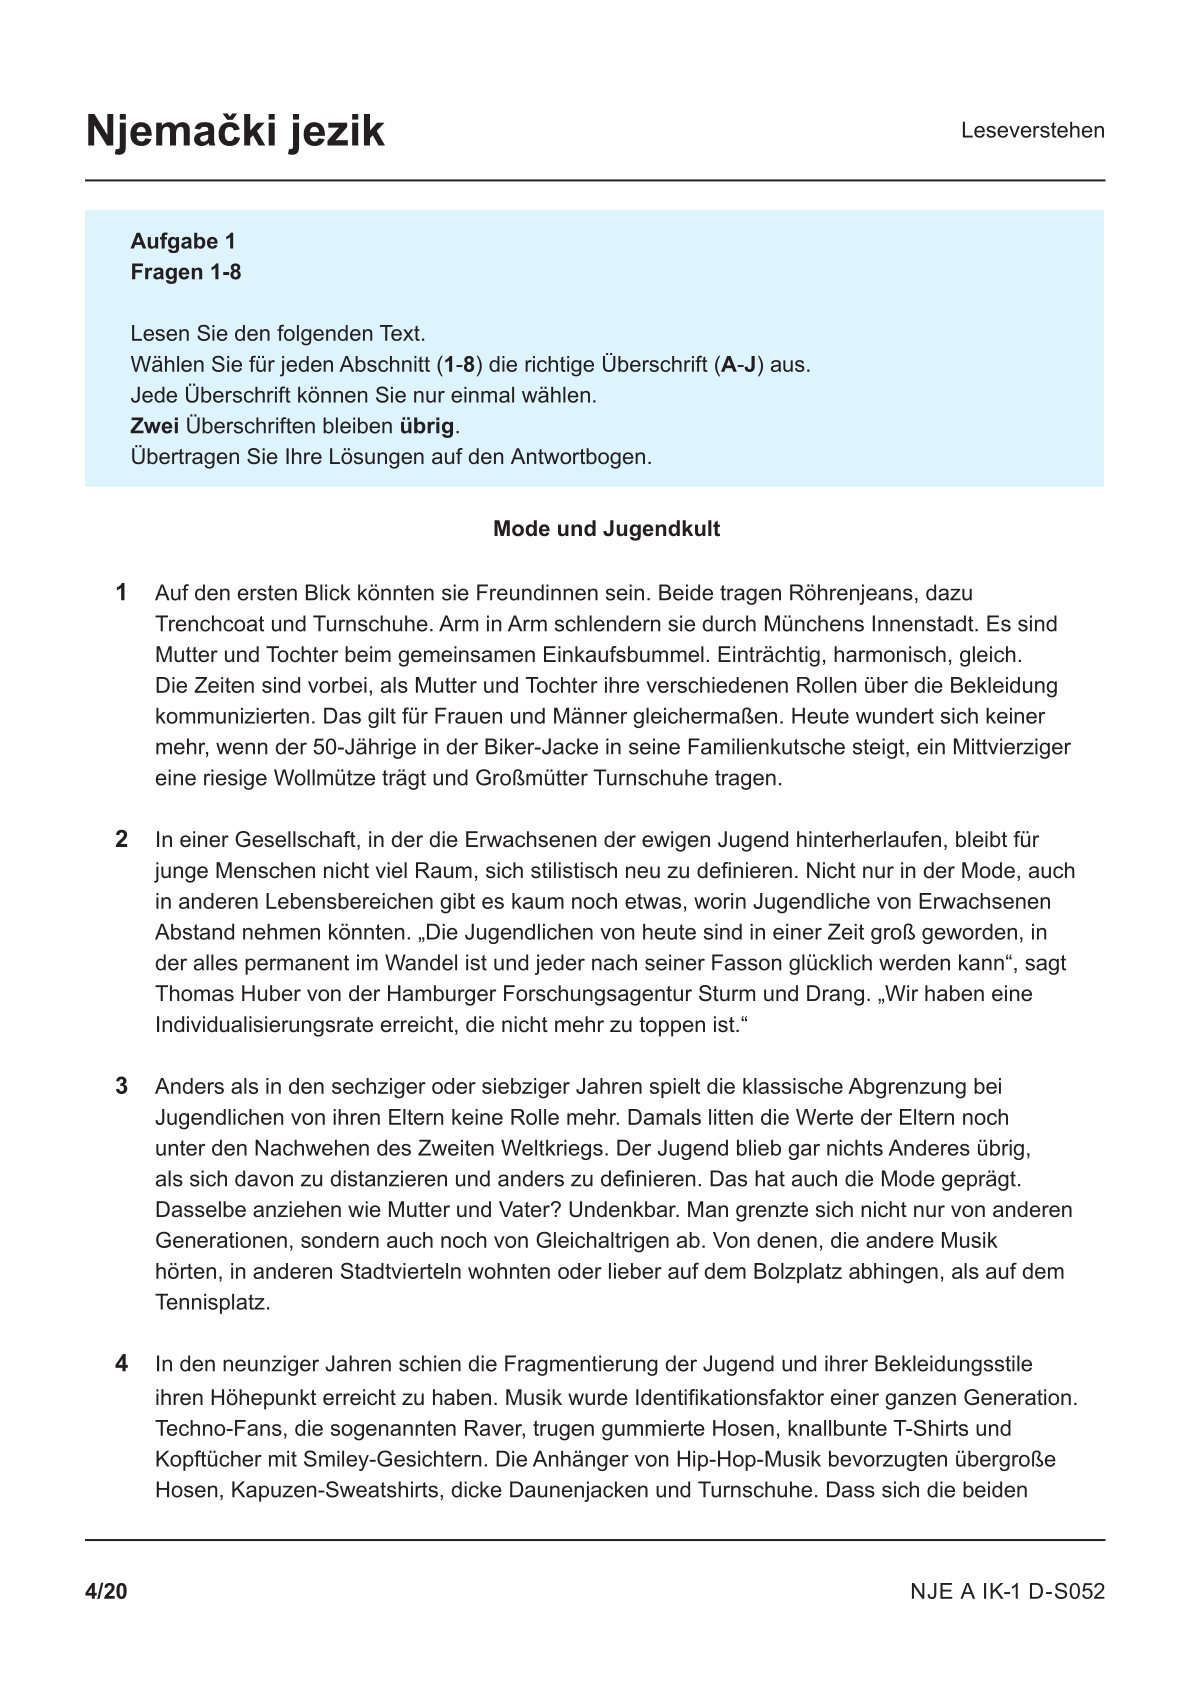 Njemački jezik
Leseverstehen
Aufgabe 1
Fragen 1-8
Lesen Sie den folgenden Text.
Wählen Sie für jeden Abschnitt (1-8) die richtige Überschrift (A-J) aus.
Jede Überschrift können Sie nur einmal wählen.
Zwei Überschriften bleiben übrig.
Übertragen Sie Ihre Lösungen auf den Antwortbogen.
Mode und Jugendkult
1 Auf den ersten Blick könnten sie Freundinnen sein. Beide tragen Röhrenjeans, dazu
Trenchcoat und Turnschuhe. Arm in Arm schlendern sie durch Münchens Innenstadt. Es sind
Mutter und Tochter beim gemeinsamen Einkaufsbummel. Einträchtig, harmonisch, gleich.
Die Zeiten sind vorbei, als Mutter und Tochter ihre verschiedenen Rollen über die Bekleidung
kommunizierten. Das gilt für Frauen und Männer gleichermaßen. Heute wundert sich keiner
mehr, wenn der 50-Jährige in der Biker-Jacke in seine Familienkutsche steigt, ein Mittvierziger
eine riesige Wollmütze trägt und Großmütter Turnschuhe tragen.
2 In einer Gesellschaft, in der die Erwachsenen der ewigen Jugend hinterherlaufen, bleibt für
junge Menschen nicht viel Raum, sich stilistisch neu zu definieren. Nicht nur in der Mode, auch
in anderen Lebensbereichen gibt es kaum noch etwas, worin Jugendliche von Erwachsenen
Abstand nehmen könnten. „Die Jugendlichen von heute sind in einer Zeit groß geworden, in
der alles permanent im Wandel ist und jeder nach seiner Fasson glücklich werden kann“, sagt
Thomas Huber von der Hamburger Forschungsagentur Sturm und Drang. „Wir haben eine
Individualisierungsrate erreicht, die nicht mehr zu toppen ist.“
3 Anders als in den sechziger oder siebziger Jahren spielt die klassische Abgrenzung bei
Jugendlichen von ihren Eltern keine Rolle mehr. Damals litten die Werte der Eltern noch
unter den Nachwehen des Zweiten Weltkriegs. Der Jugend blieb gar nichts Anderes übrig,
als sich davon zu distanzieren und anders zu definieren. Das hat auch die Mode geprägt.
Dasselbe anziehen wie Mutter und Vater? Undenkbar. Man grenzte sich nicht nur von anderen
Generationen, sondern auch noch von Gleichaltrigen ab. Von denen, die andere Musik
hörten, in anderen Stadtvierteln wohnten oder lieber auf dem Bolzplatz abhingen, als auf dem
Tennisplatz.
4 In den neunziger Jahren schien die Fragmentierung der Jugend und ihrer Bekleidungsstile
ihren Höhepunkt erreicht zu haben. Musik wurde Identifikationsfaktor einer ganzen Generation.
Techno-Fans, die sogenannten Raver, trugen gummierte Hosen, knallbunte T-Shirts und
Kopftücher mit Smiley-Gesichtern. Die Anhänger von Hip-Hop-Musik bevorzugten übergroße
Hosen, Kapuzen-Sweatshirts, dicke Daunenjacken und Turnschuhe. Dass sich die beiden
4/20
NJE A IK-1 D-S052